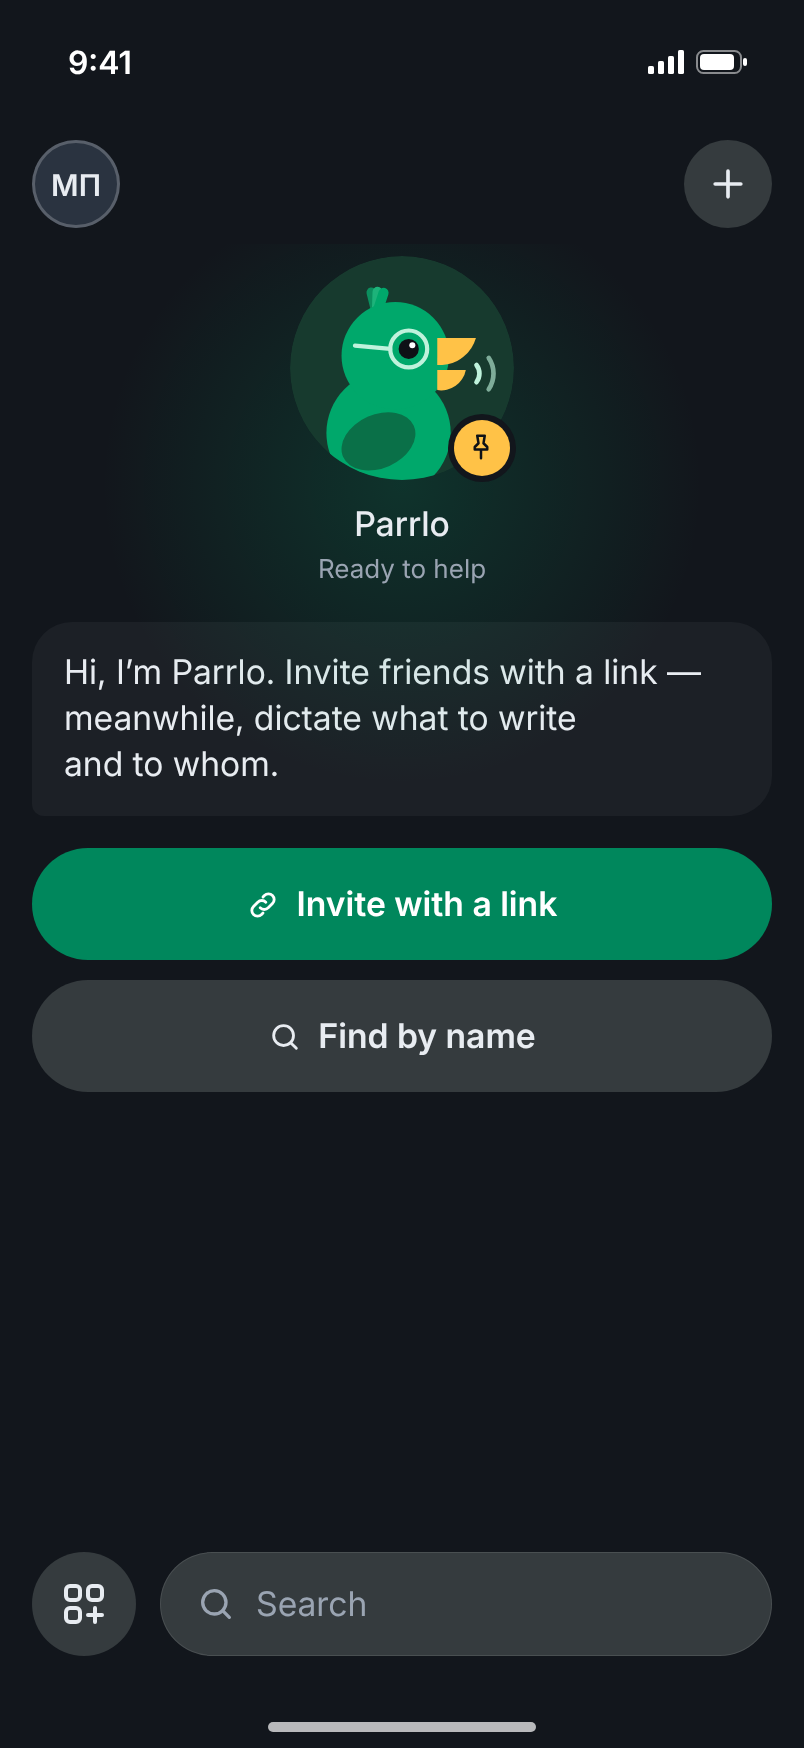 9:41
МП
Parrlo
Ready to help
Hi, I’m Parrlo. Invite friends with a link —
meanwhile, dictate what to write
and to whom.
Invite with a link
Find by name
Search